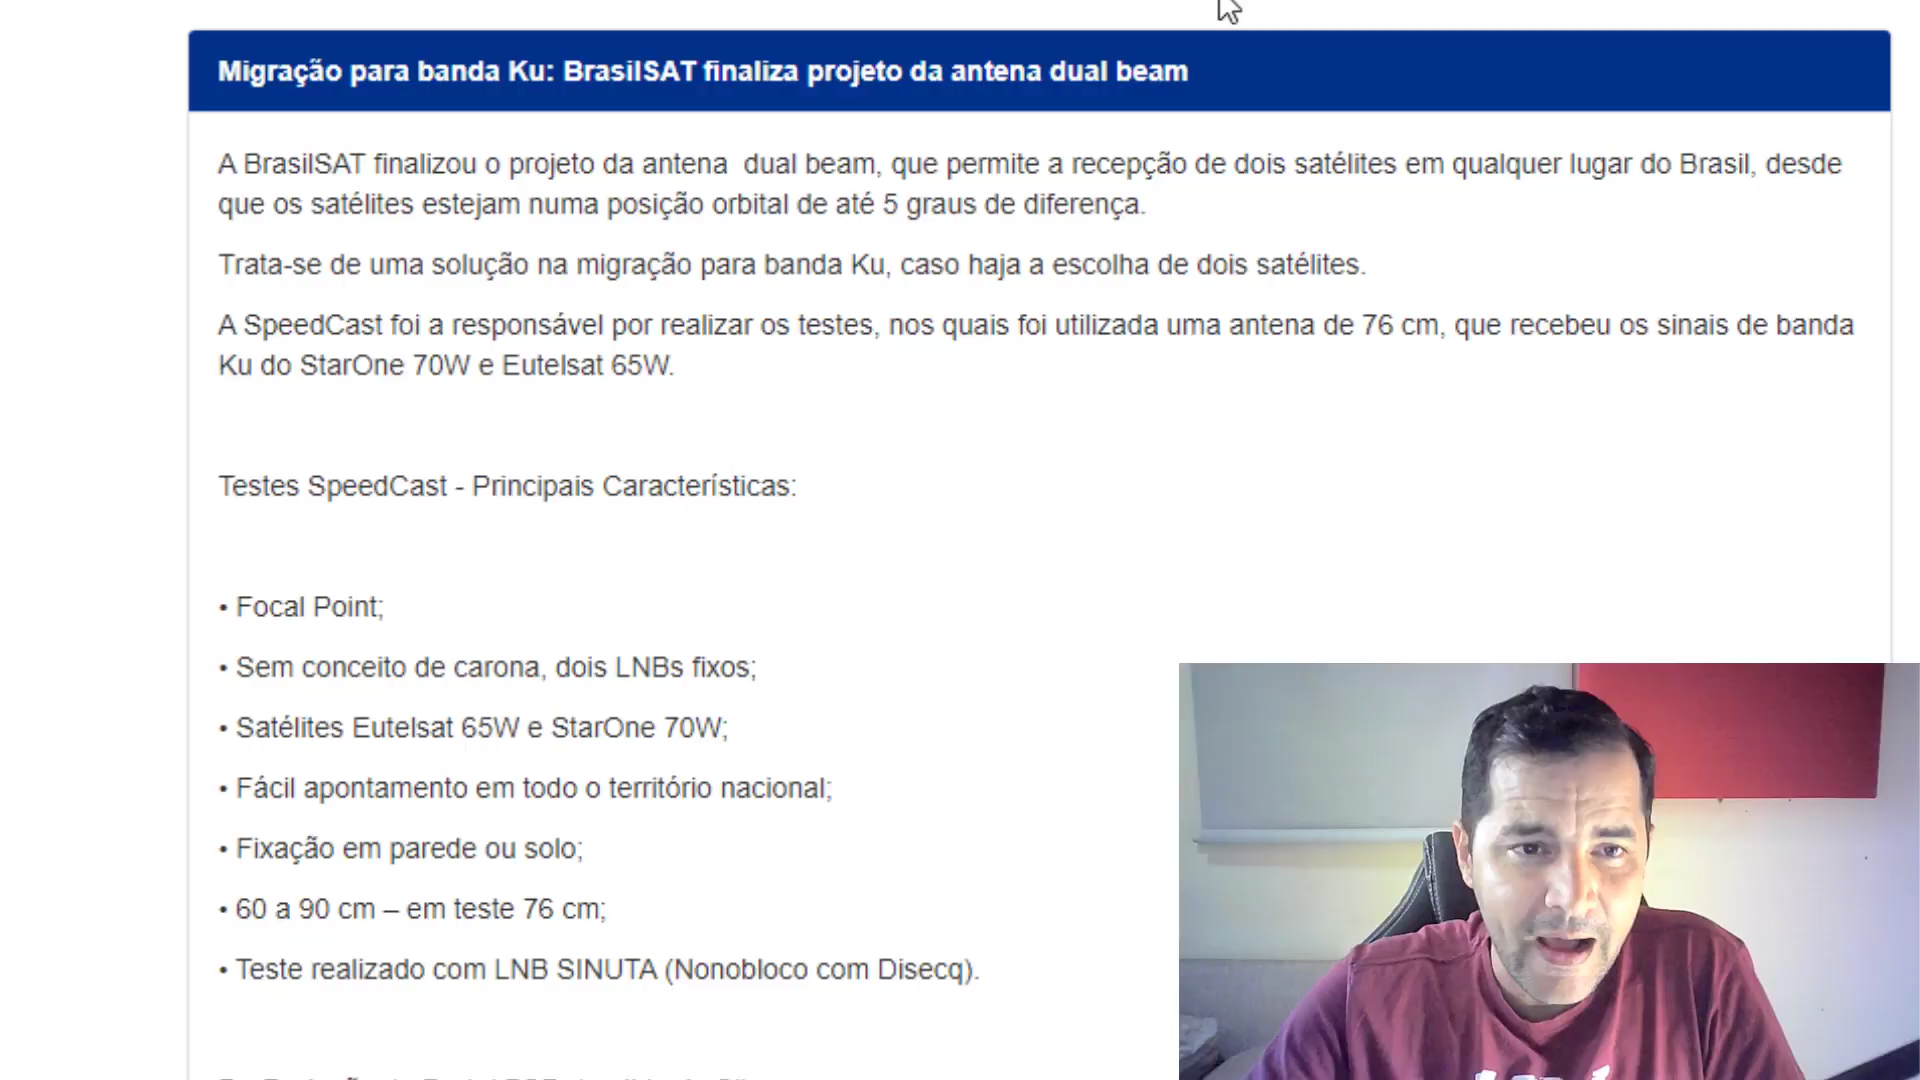 Migração para banda Ku: BrasilSAT finaliza projeto da antena dual beam
A BrasilSAT finalizou o projeto da antena  dual beam, que permite a recepção de dois satélites em qualquer lugar do Brasil, desde
que os satélites estejam numa posição orbital de até 5 graus de diferença.
Trata-se de uma solução na migração para banda Ku, caso haja a escolha de dois satélites.
A SpeedCast foi a responsável por realizar os testes, nos quais foi utilizada uma antena de 76 cm, que recebeu os sinais de banda
Ku do StarOne 70W e Eutelsat 65W.
Testes SpeedCast - Principais Características:
• Focal Point;
• Sem conceito de carona, dois LNBs fixos;
• Satélites Eutelsat 65W e StarOne 70W;
• Fácil apontamento em todo o território nacional;
• Fixação em parede ou solo;
• 60 a 90 cm – em teste 76 cm;
• Teste realizado com LNB SINUTA (Nonobloco com Disecq).